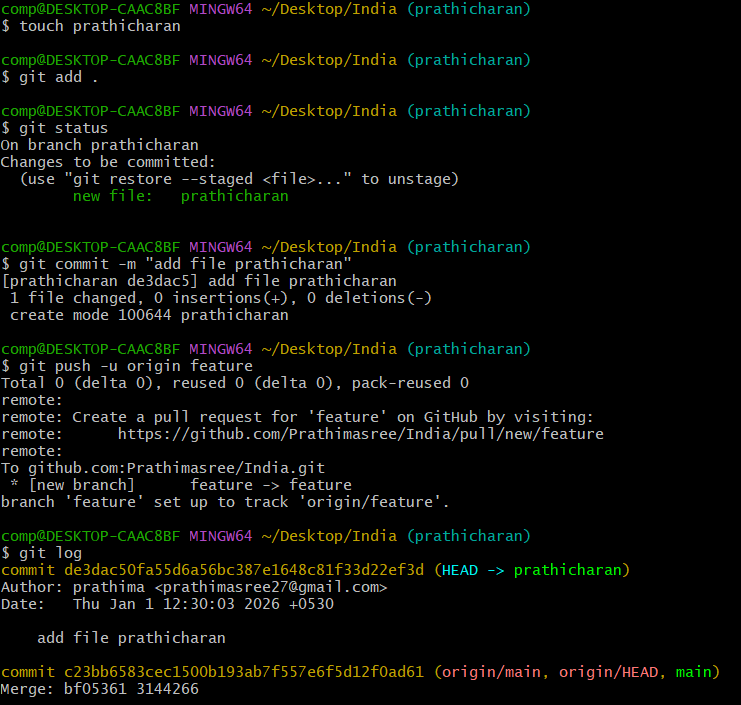 comp@DESKTOP-CAAC8BF MINGW64 ~/Desktop/India (prathicharan)
$ touch prathicharan
comp@DESKTOP-CAAC8BF MINGW64 ~/Desktop/India (prathicharan)
$ git add .
comp@DESKTOP-CAAC8BF MINGW64 ~/Desktop/India (prathicharan)
$ git status
On branch prathicharan
Changes to be committed:
  (use "git restore --staged <file>..." to unstage)
        new file:   prathicharan
comp@DESKTOP-CAAC8BF MINGW64 ~/Desktop/India (prathicharan)
$ git commit -m "add file prathicharan"
[prathicharan de3dac5] add file prathicharan
 1 file changed, 0 insertions(+), 0 deletions(-)
 create mode 100644 prathicharan
comp@DESKTOP-CAAC8BF MINGW64 ~/Desktop/India (prathicharan)
$ git push -u origin feature
Total 0 (delta 0), reused 0 (delta 0), pack-reused 0
remote:
remote: Create a pull request for 'feature' on GitHub by visiting:
remote:      https://github.com/Prathimasree/India/pull/new/feature
remote:
To github.com:Prathimasree/India.git
 * [new branch]      feature -> feature
branch 'feature' set up to track 'origin/feature'.
comp@DESKTOP-CAAC8BF MINGW64 ~/Desktop/India (prathicharan)
$ git log
commit de3dac50fa55d6a56bc387e1648c81f33d22ef3d (HEAD -> prathicharan)
Author: prathima <prathimasree27@gmail.com>
Date:   Thu Jan 1 12:30:03 2026 +0530
    add file prathicharan
commit c23bb6583cec1500b193ab7f557e6f5d12f0ad61 (origin/main, origin/HEAD, main)
Merge: bf05361 3144266